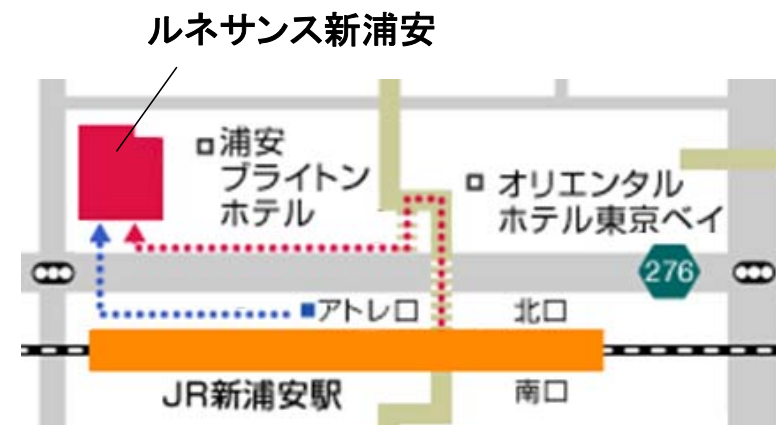 ルネサンス新浦安
浦安
ブライトン
ホテル
オリエンタル
ホテル東京ベイ
276
アトレ口
北口
JR新浦安駅
南口